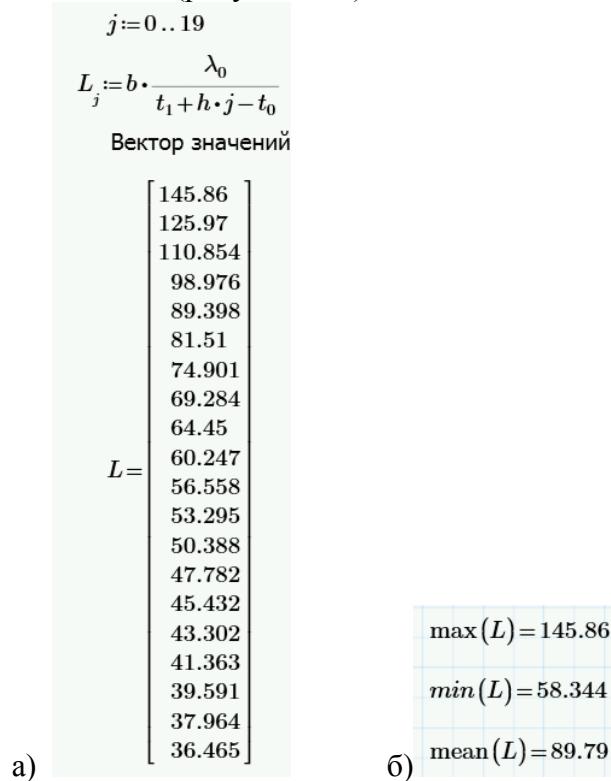 j:=0..19
L_j:=b·λ_0/(t_1+h·j−t_0)
Вектор значений
L=
145.86
125.97
110.854
98.976
89.398
81.51
74.901
69.284
64.45
60.247
56.558
53.295
50.388
47.782
45.432
43.302
41.363
39.591
37.964
36.465
а)
max(L)=145.86
min(L)=58.344
mean(L)=89.79
б)